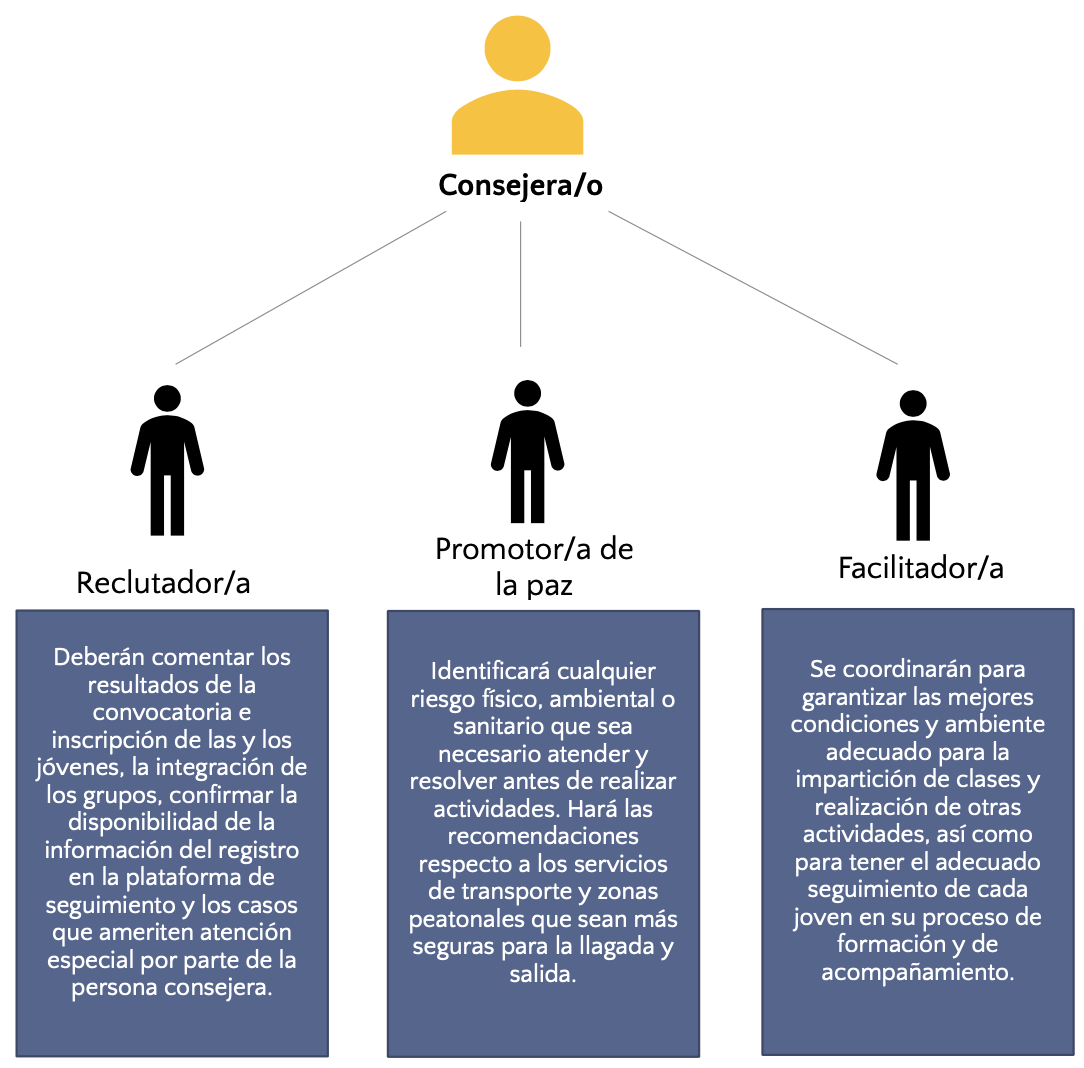 Consejera/o
Reclutador/a
Deberán comentar los
resultados de la
convocatoria e
inscripción de las y los
jóvenes, la integración de
los grupos, confirmar la
disponibilidad de la
información del registro
en la plataforma de
seguimiento y los casos
que ameriten atención
especial por parte de la
persona consejera.
Promotor/a de
la paz
Identificará cualquier
riesgo físico, ambiental o
sanitario que sea
necesario atender y
resolver antes de realizar
actividades. Hará las
recomendaciones
respecto a los servicios
de transporte y zonas
peatonales que sean más
seguras para la llagada y
salida.
Facilitador/a
Se coordinarán para
garantizar las mejores
condiciones y ambiente
adecuado para la
impartición de clases y
realización de otras
actividades, así como
para tener el adecuado
seguimiento de cada
joven en su proceso de
formación y de
acompañamiento.